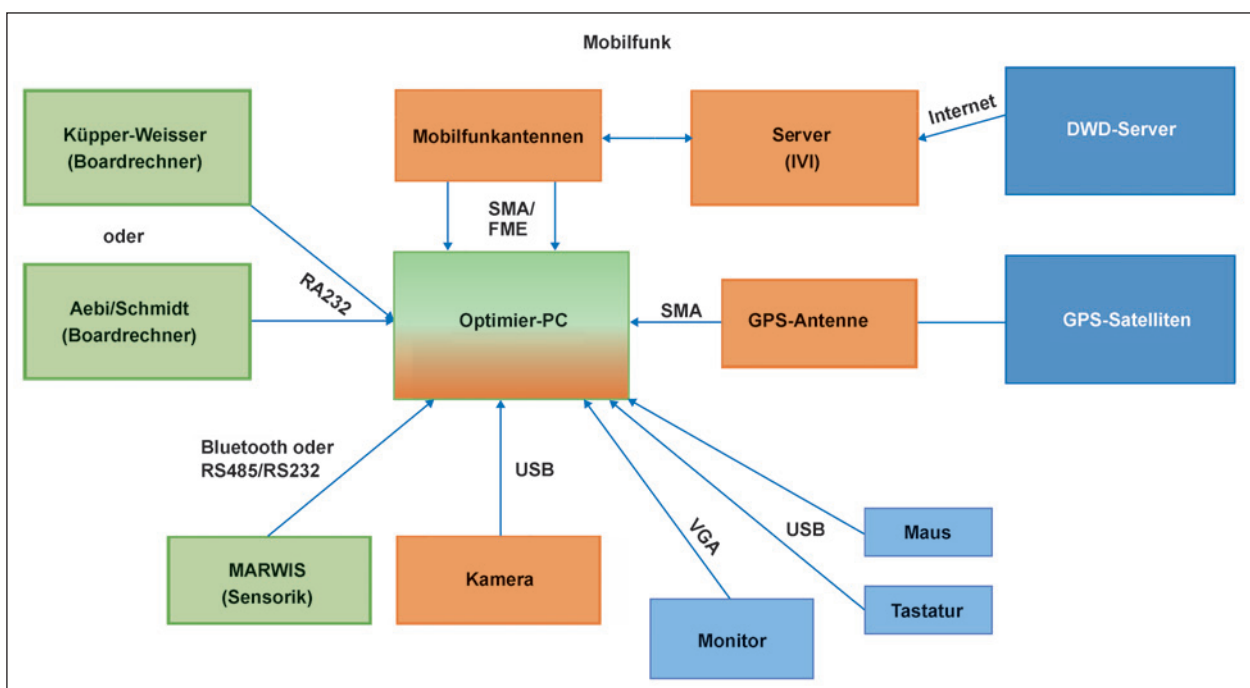 Mobilfunk
Küpper-Weisser
(Boardrechner)
oder
Aebi/Schmidt
(Boardrechner)
RA232
Mobilfunkantennen
SMA/
FME
Server
(IVI)
Internet
DWD-Server
Optimier-PC
SMA
GPS-Antenne
GPS-Satelliten
Bluetooth oder
RS485/RS232
MARWIS
(Sensorik)
USB
Kamera
VGA
Monitor
USB
Maus
Tastatur